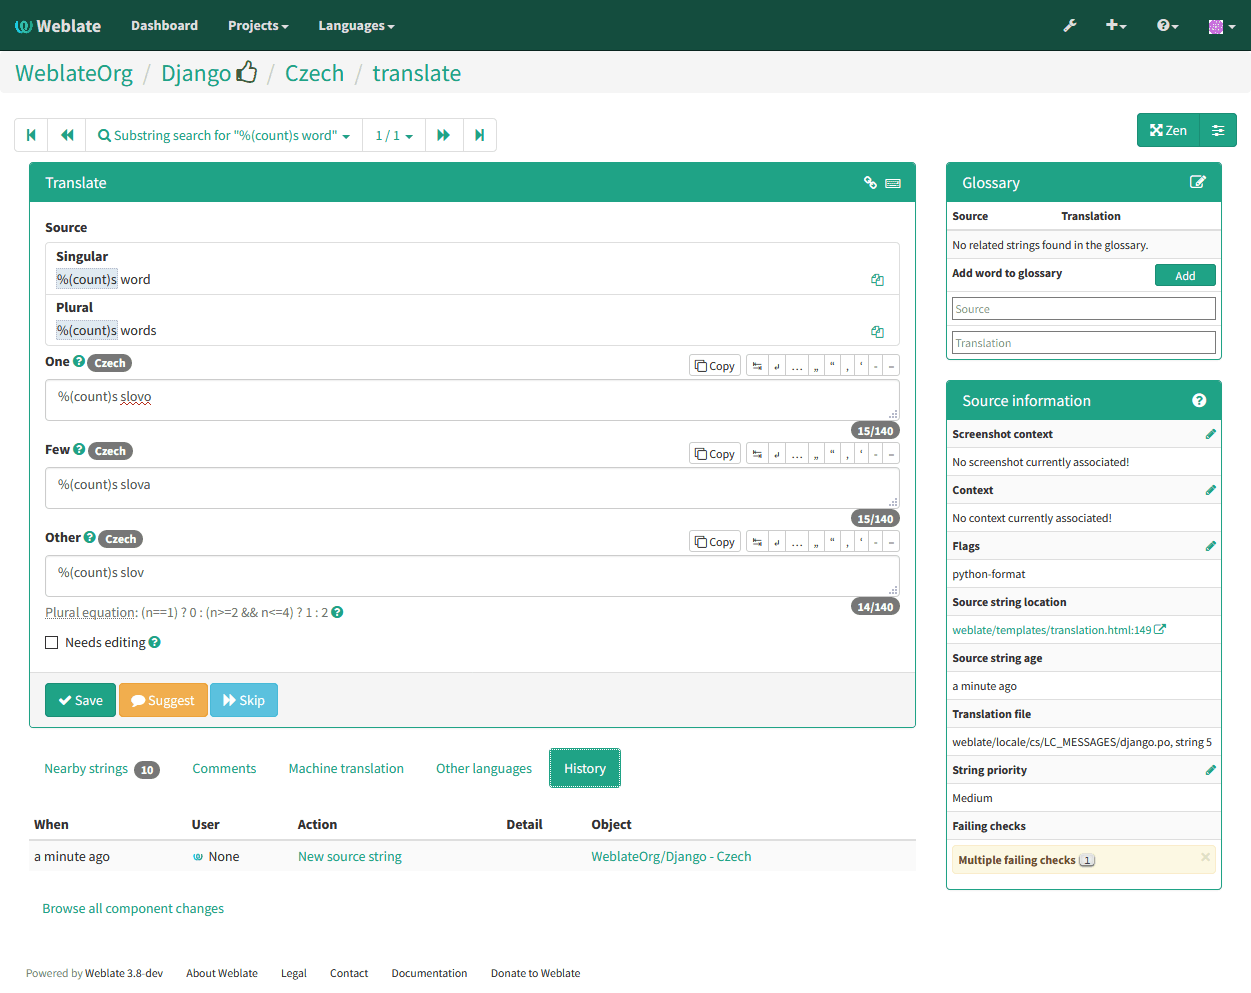 Weblate Dashboard Projects Languages
WeblateOrg / Django / Czech / translate
Substring search for "%(count)s word" 1 / 1
Zen
Translate
Source
Singular
%(count)s word
Plural
%(count)s words
One Czech
Copy ↹ ↵ … „ “ ‚ ‘ - –
%(count)s slovo
15/140
Few Czech
Copy ↹ ↵ … „ “ ‚ ‘ - –
%(count)s slova
15/140
Other Czech
Copy ↹ ↵ … „ “ ‚ ‘ - –
%(count)s slov
14/140
Plural equation: (n==1) ? 0 : (n>=2 && n<=4) ? 1 : 2
Needs editing
Save Suggest Skip
Glossary
Source Translation
No related strings found in the glossary.
Add word to glossary Add
Source
Translation
Source information
Screenshot context
No screenshot currently associated!
Context
No context currently associated!
Flags
python-format
Source string location
weblate/templates/translation.html:149
Source string age
a minute ago
Translation file
weblate/locale/cs/LC_MESSAGES/django.po, string 5
String priority
Medium
Failing checks
Multiple failing checks 1
Nearby strings 10 Comments Machine translation Other languages History
When User Action Detail Object
a minute ago None New source string WeblateOrg/Django - Czech
Browse all component changes
Powered by Weblate 3.8-dev About Weblate Legal Contact Documentation Donate to Weblate